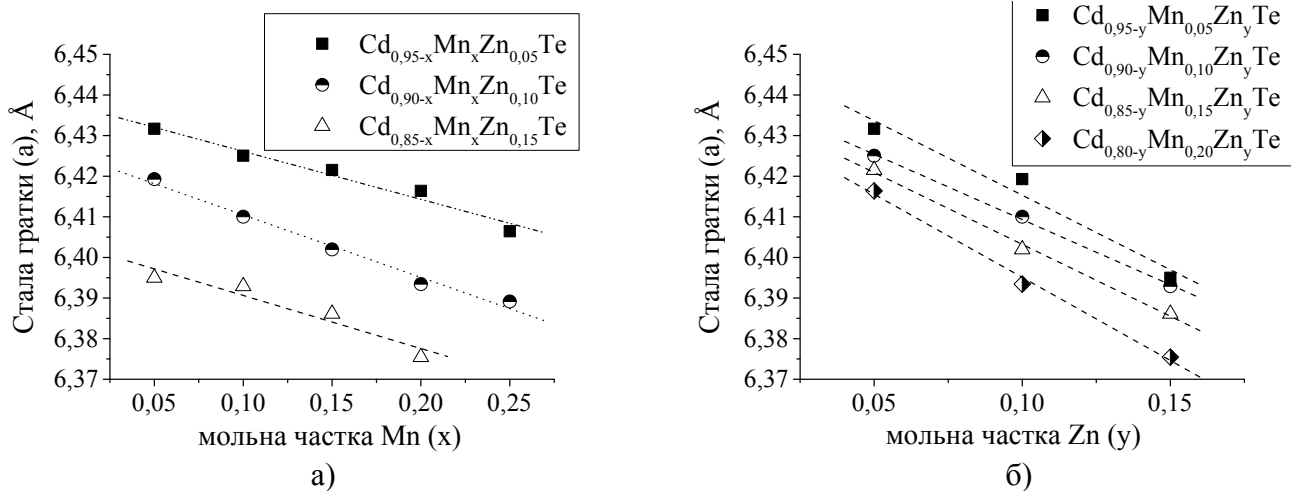 Cd0,95-xMnxZn0,05Te
Cd0,90-xMnxZn0,10Te
Cd0,85-xMnxZn0,15Te
6,45
6,44
6,43
6,42
6,41
6,40
6,39
6,38
6,37
Стала гратки (a), Å
0,05 0,10 0,15 0,20 0,25
мольна частка Mn (x)
а)
Cd0,95-yMn0,05ZnyTe
Cd0,90-yMn0,10ZnyTe
Cd0,85-yMn0,15ZnyTe
Cd0,80-yMn0,20ZnyTe
6,45
6,44
6,43
6,42
6,41
6,40
6,39
6,38
6,37
Стала гратки (a), Å
0,05 0,10 0,15
мольна частка Zn (y)
б)